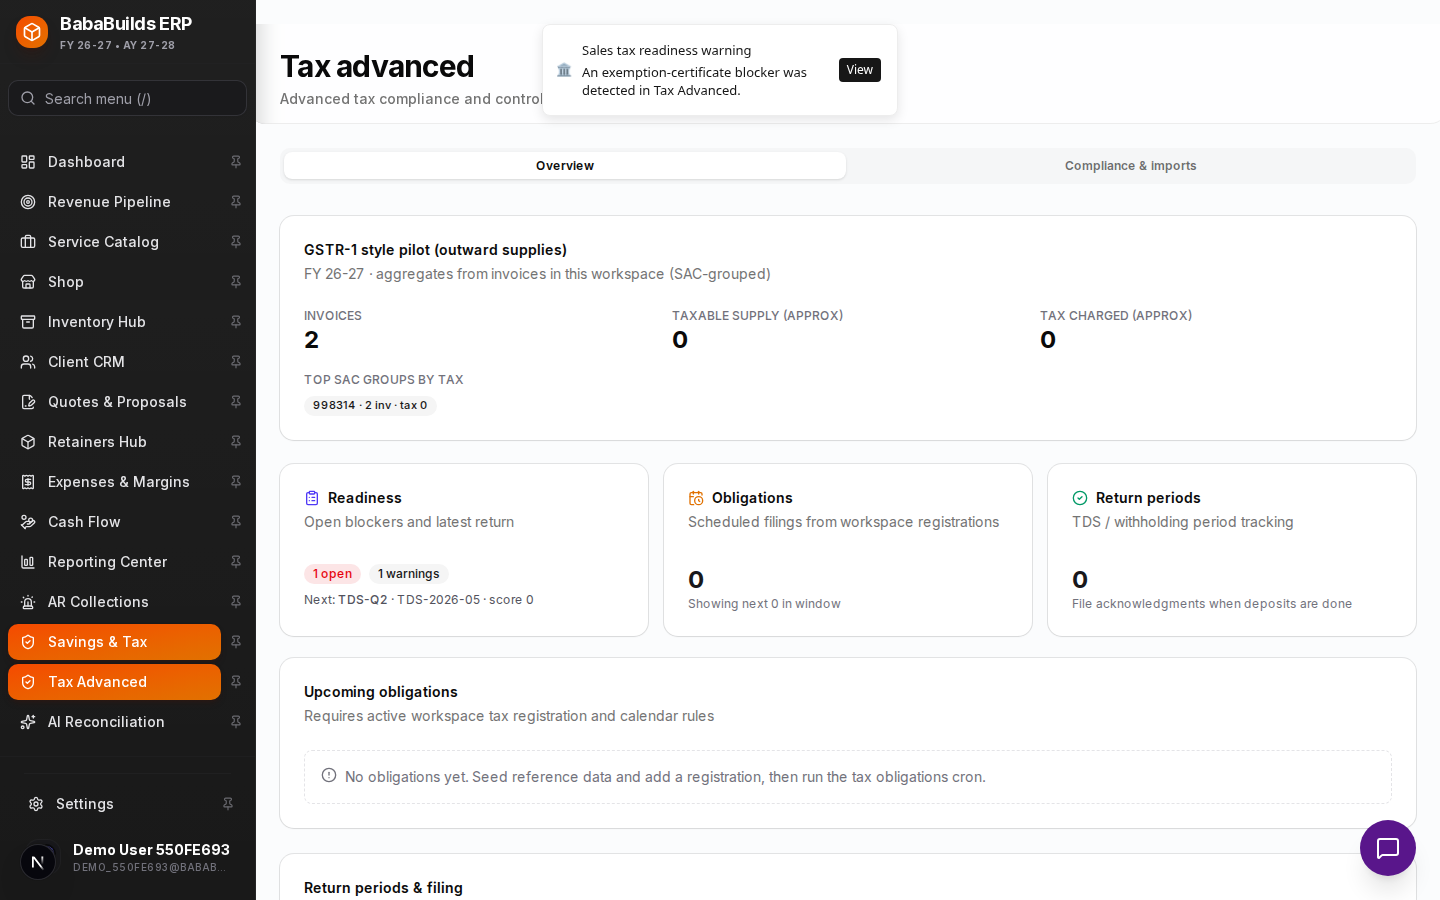 BabaBuilds ERP
FY 26-27 • AY 27-28
Search menu (/)
Dashboard
Revenue Pipeline
Service Catalog
Shop
Inventory Hub
Client CRM
Quotes & Proposals
Retainers Hub
Expenses & Margins
Cash Flow
Reporting Center
AR Collections
Savings & Tax
Tax Advanced
AI Reconciliation
Settings
Demo User 550FE693
DEMO_550FE693@BABAB...
Tax advanced
Advanced tax compliance and control
Sales tax readiness warning
An exemption-certificate blocker was
detected in Tax Advanced.
View
Overview
Compliance & imports
GSTR-1 style pilot (outward supplies)
FY 26-27 · aggregates from invoices in this workspace (SAC-grouped)
INVOICES
2
TAXABLE SUPPLY (APPROX)
0
TAX CHARGED (APPROX)
0
TOP SAC GROUPS BY TAX
998314 · 2 inv · tax 0
Readiness
Open blockers and latest return
1 open
1 warnings
Next: TDS-Q2 · TDS-2026-05 · score 0
Obligations
Scheduled filings from workspace registrations
0
Showing next 0 in window
Return periods
TDS / withholding period tracking
0
File acknowledgments when deposits are done
Upcoming obligations
Requires active workspace tax registration and calendar rules
No obligations yet. Seed reference data and add a registration, then run the tax obligations cron.
Return periods & filing